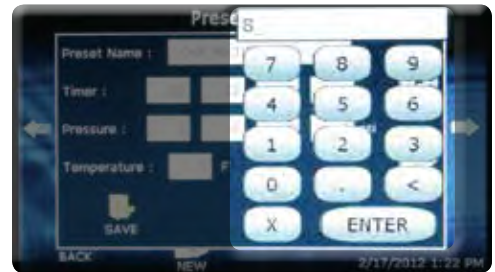 Prese
8_
Preset Name :
7 8 9
Timer :
4 5 6
Pressure :
1 2 3
Temperature : F
0 . <
SAVE
X ENTER
BACK NEW 2/17/2012 1:22 PM